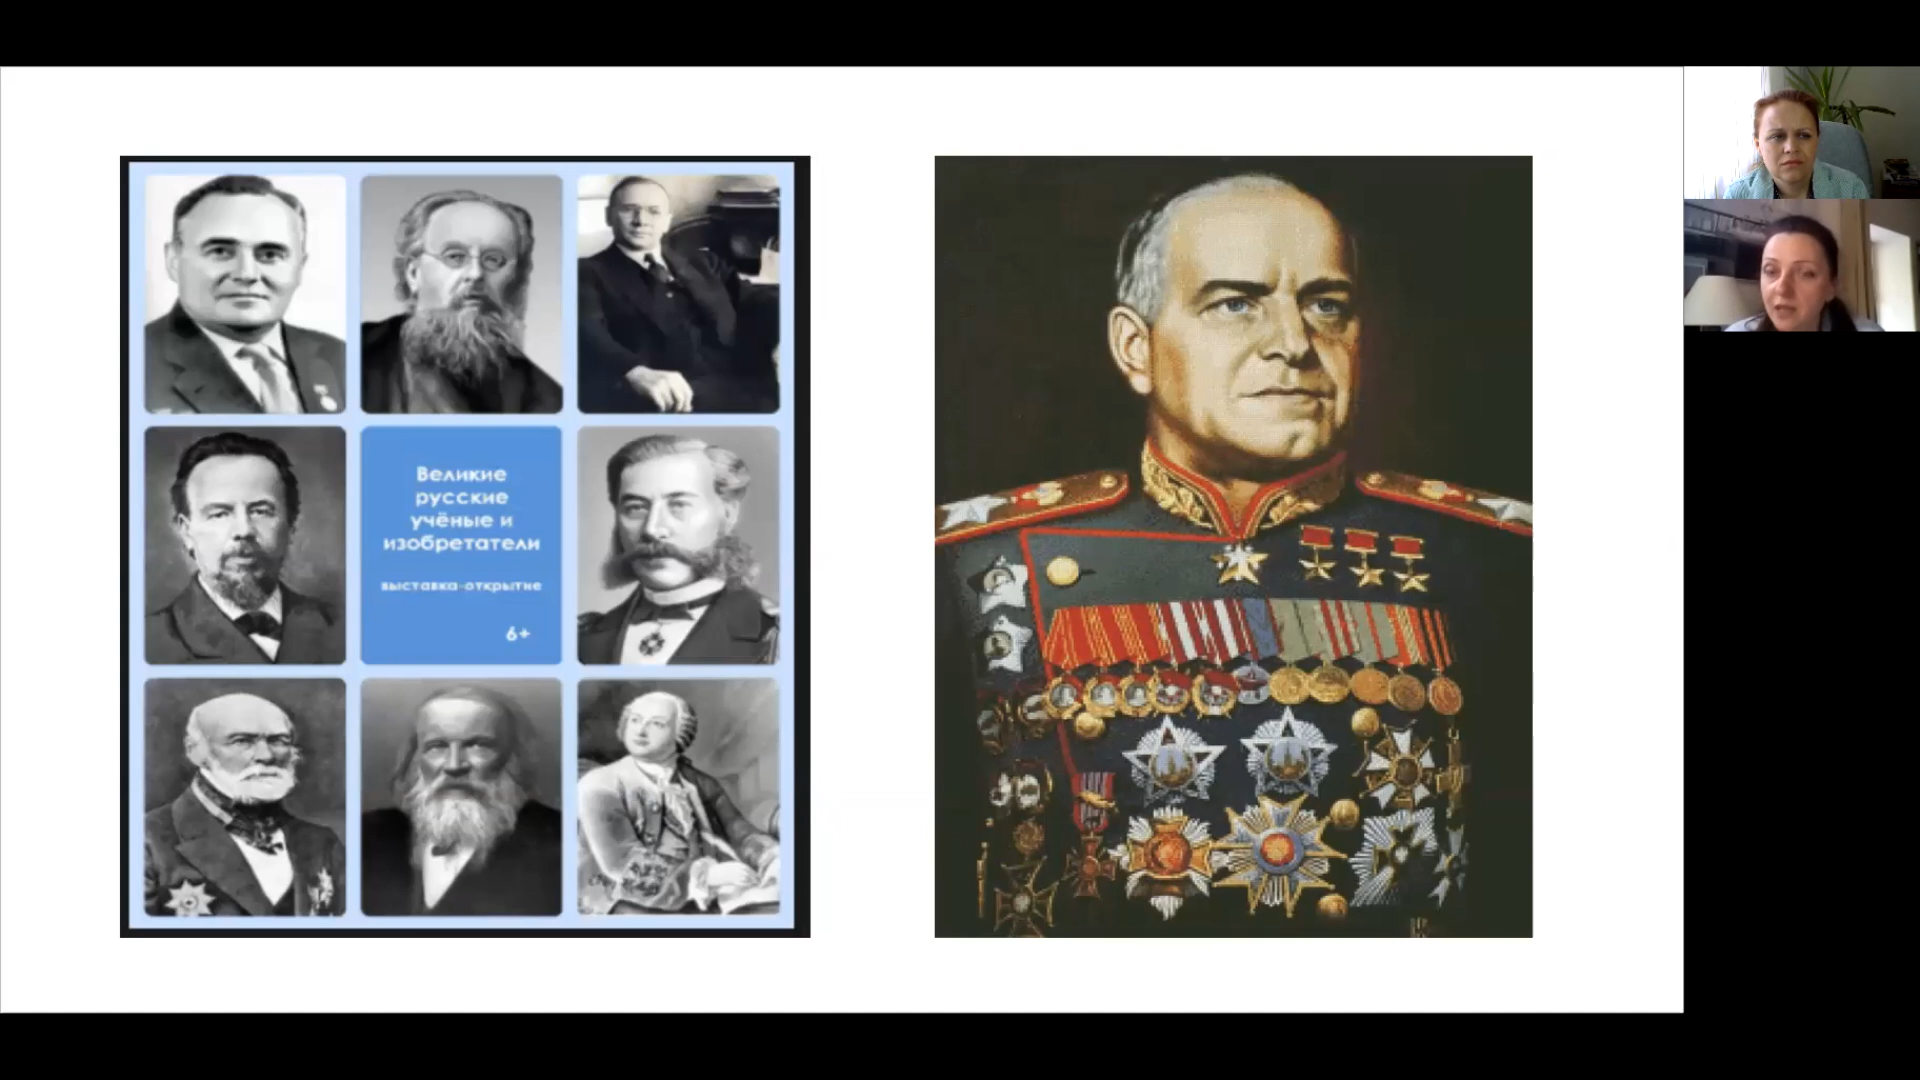 Великие
русские
учёные и
изобретатели
выставка-открытие
6+